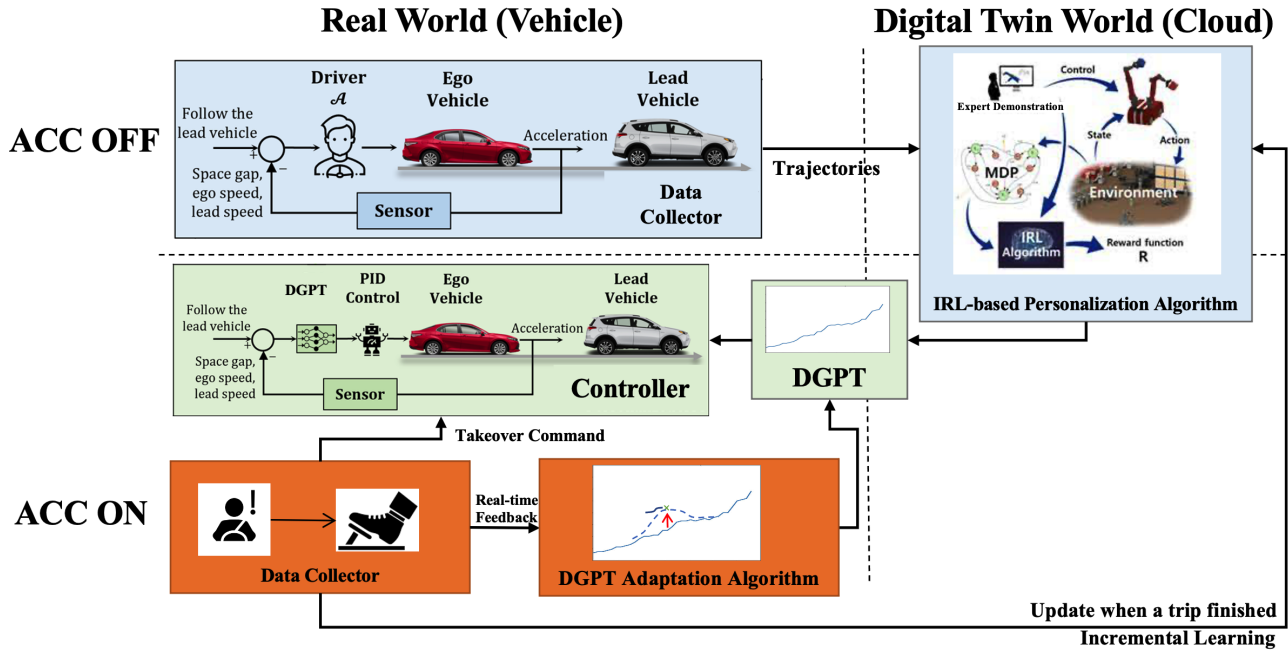 Real World (Vehicle)
Digital Twin World (Cloud)
ACC OFF
Driver
𝒜
Ego
Vehicle
Lead
Vehicle
Follow the
lead vehicle
+
−
Space gap,
ego speed,
lead speed
Acceleration
Sensor
Data
Collector
Trajectories
Control
Expert Demonstration
State
Action
MDP
Environment
IRL
Algorithm
Reward function
R
IRL-based Personalization Algorithm
DGPT
PID
Control
Ego
Vehicle
Lead
Vehicle
Follow the
lead vehicle
+
−
Space gap,
ego speed,
lead speed
Acceleration
Sensor
Controller
DGPT
Takeover Command
ACC ON
!
Data Collector
Real-time
Feedback
DGPT Adaptation Algorithm
Update when a trip finished
Incremental Learning